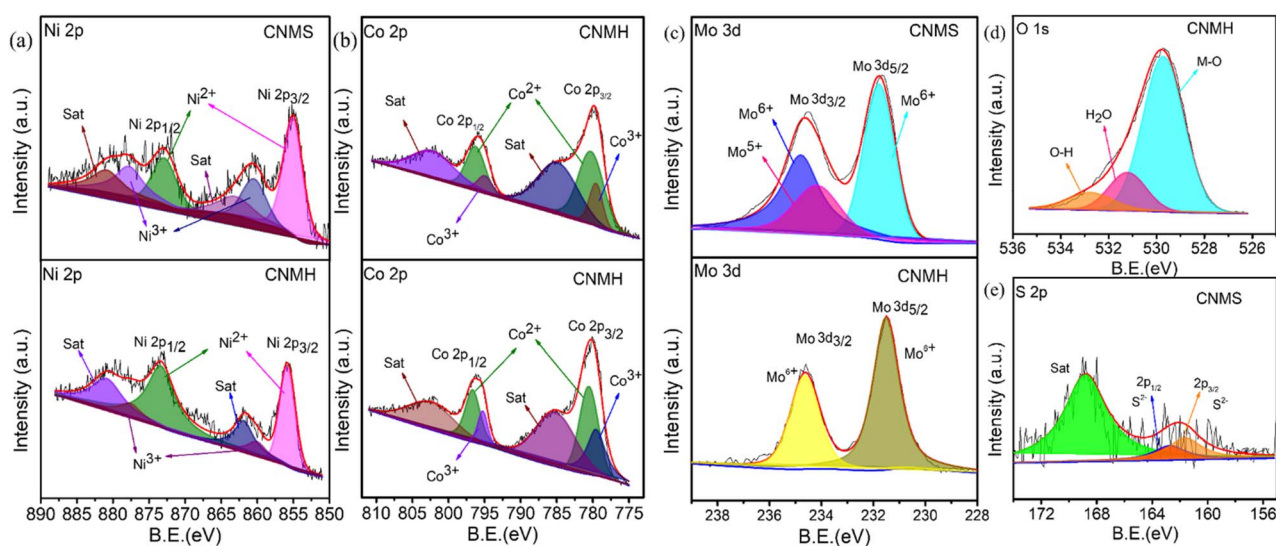 (a)
Ni 2p
CNMS
Intensity (a.u.)
Sat
Ni 2p1/2
Ni2+
Ni 2p3/2
Sat
Ni3+
Ni 2p
CNMH
Intensity (a.u.)
Sat
Ni 2p1/2
Ni2+
Ni 2p3/2
Sat
Ni3+
890 885 880 875 870 865 860 855 850
B.E.(eV)
(b)
Co 2p
CNMH
Intensity (a.u.)
Sat
Co 2p1/2
Co2+
Co 2p3/2
Sat
Co3+
Co3+
Co 2p
CNMH
Intensity (a.u.)
Sat
Co 2p1/2
Co2+
Co 2p3/2
Sat
Co3+
Co3+
810 805 800 795 790 785 780 775
B.E.(eV)
(c)
Mo 3d
CNMS
Intensity (a.u.)
Mo 3d5/2
Mo 3d3/2
Mo6+
Mo6+
Mo5+
Mo 3d
CNMH
Intensity (a.u.)
Mo 3d5/2
Mo 3d3/2
Mo6+
Mo6+
238 236 234 232 230 228
B.E.(eV)
(d)
O 1s
CNMH
Intensity (a.u.)
M-O
H2O
O-H
536 534 532 530 528 526
B.E.(eV)
(e)
S 2p
CNMS
Intensity (a.u.)
Sat
2p1/2
S2-
2p3/2
S2-
172 168 164 160 156
B.E.(eV)